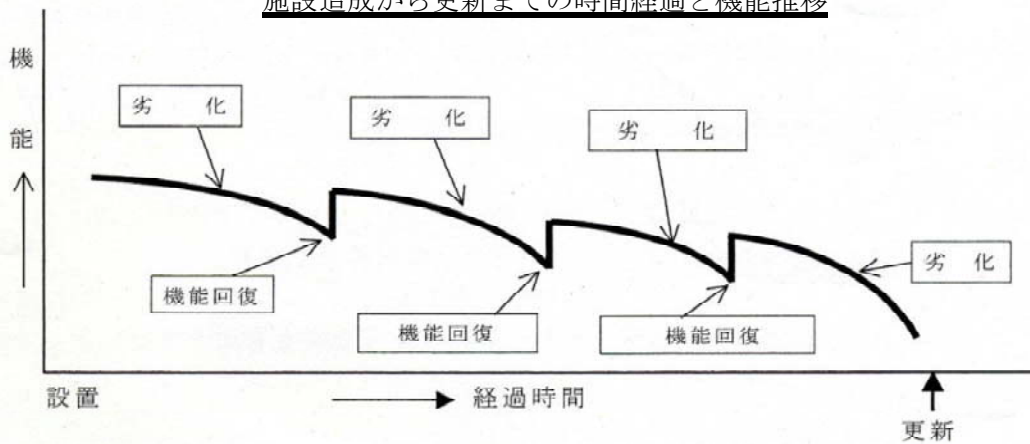 施設造成から更新までの時間経過と機能推移
機能
劣化
劣化
劣化
劣化
機能回復
機能回復
機能回復
設置
経過時間
更新